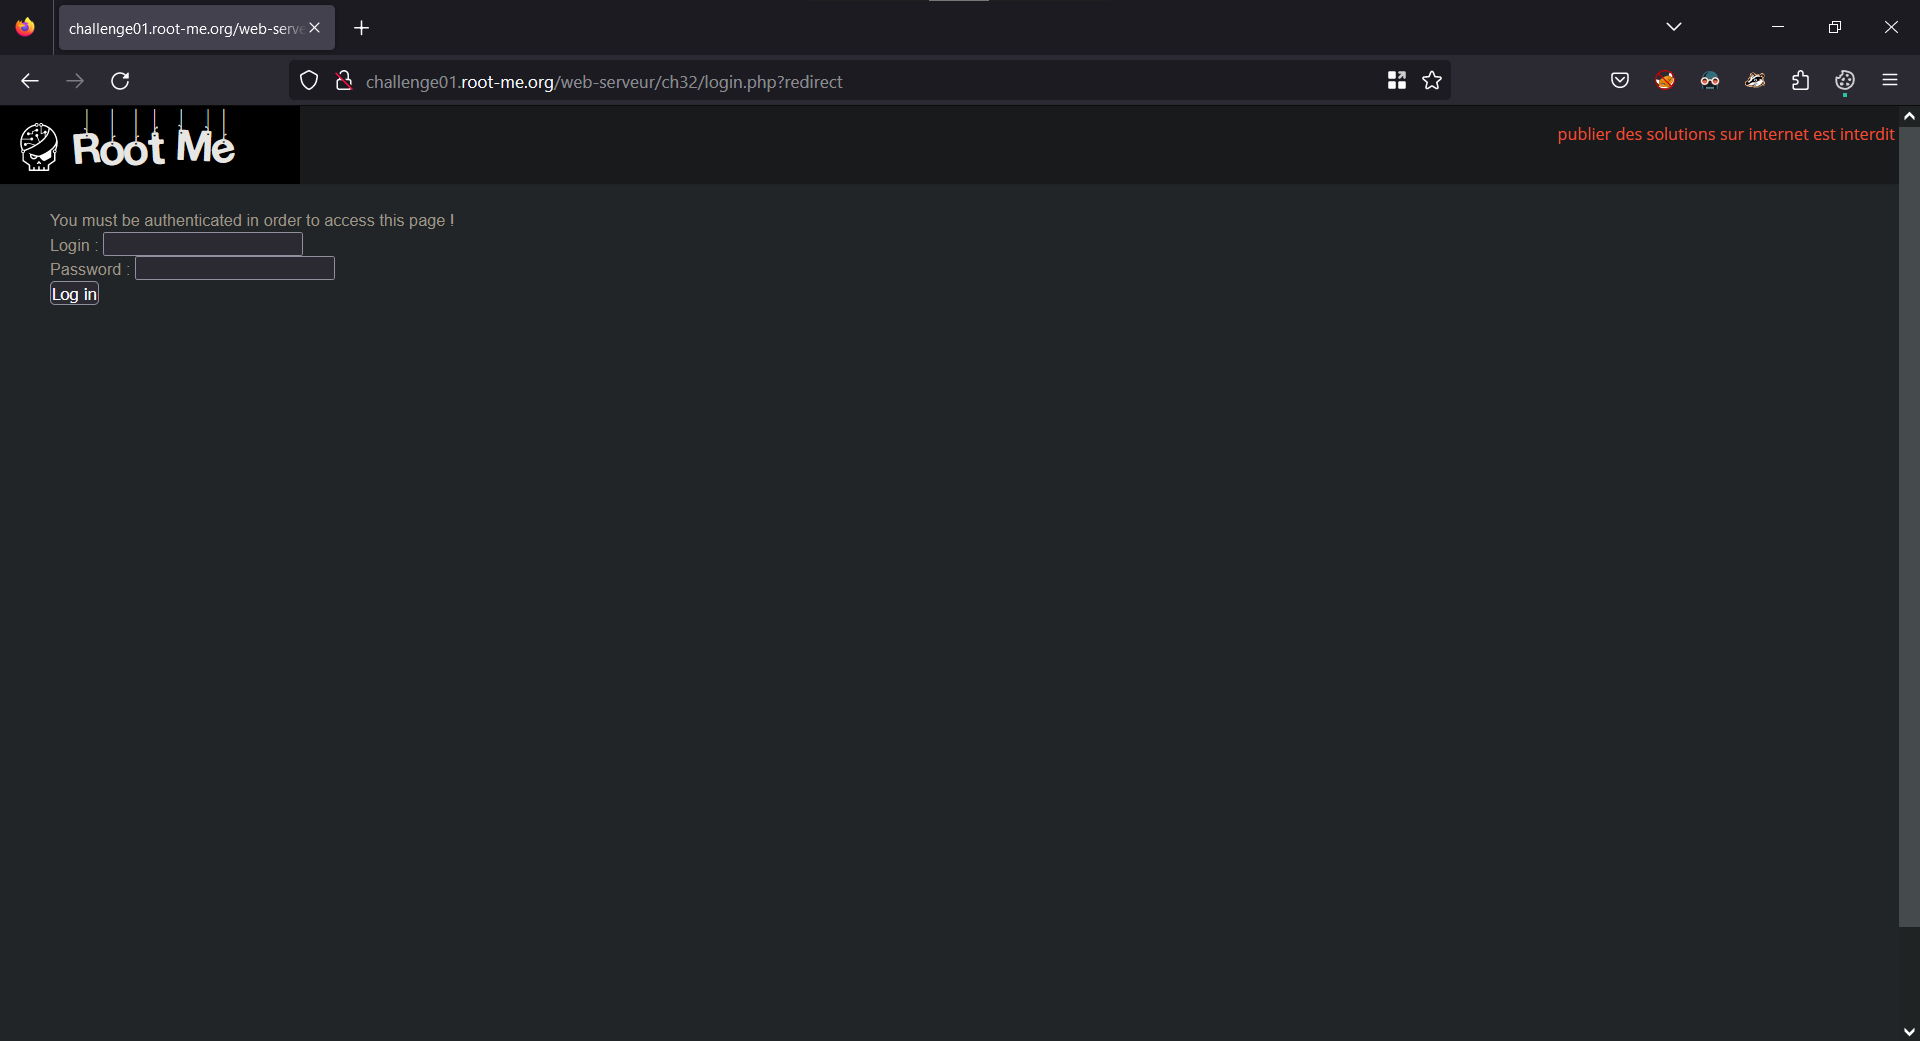 challenge01.root-me.org/web-serve
challenge01.root-me.org/web-serveur/ch32/login.php?redirect
Root Me
publier des solutions sur internet est interdit
You must be authenticated in order to access this page !
Login :
Password :
Log in